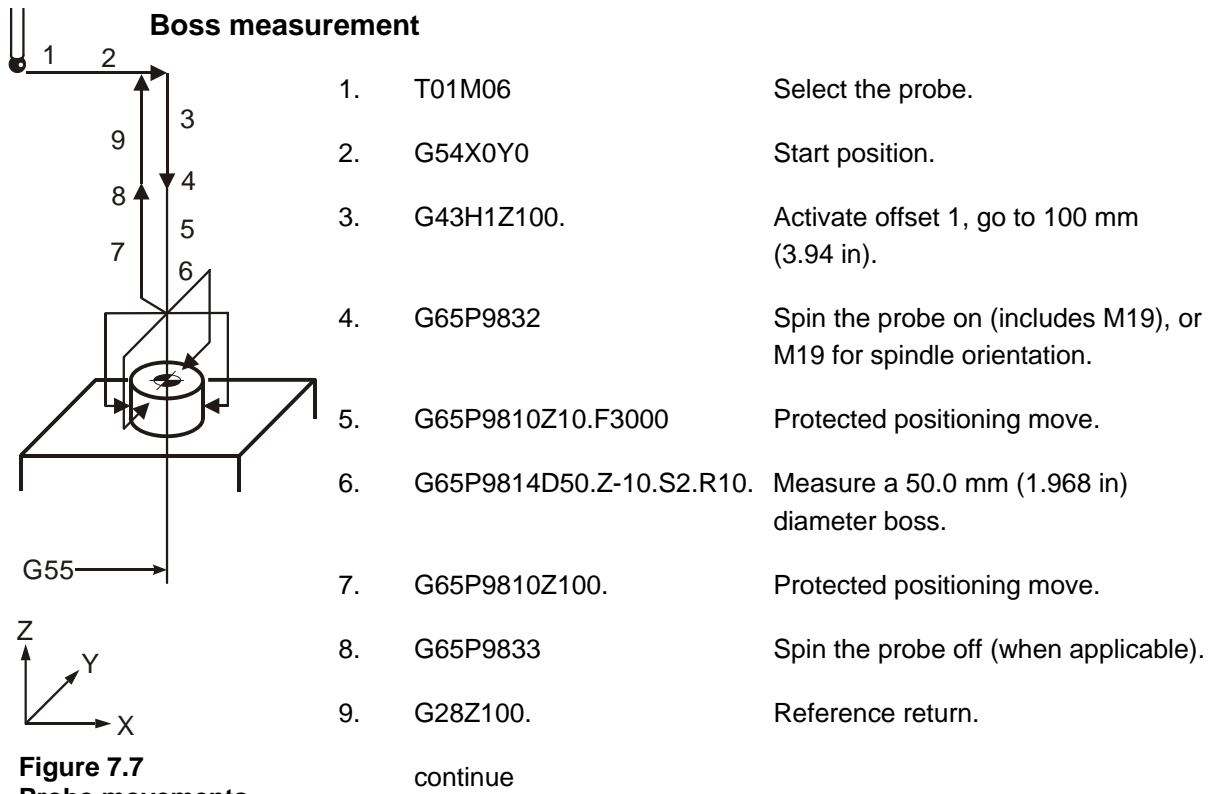 Boss measurement
1 2
3
9
4
8
5
7
6
G55
Z
Y
X
1. T01M06 Select the probe.
2. G54X0Y0 Start position.
3. G43H1Z100. Activate offset 1, go to 100 mm
(3.94 in).
4. G65P9832 Spin the probe on (includes M19), or
M19 for spindle orientation.
5. G65P9810Z10.F3000 Protected positioning move.
6. G65P9814D50.Z-10.S2.R10. Measure a 50.0 mm (1.968 in)
diameter boss.
7. G65P9810Z100. Protected positioning move.
8. G65P9833 Spin the probe off (when applicable).
9. G28Z100. Reference return.
continue
Figure 7.7
Probe movements